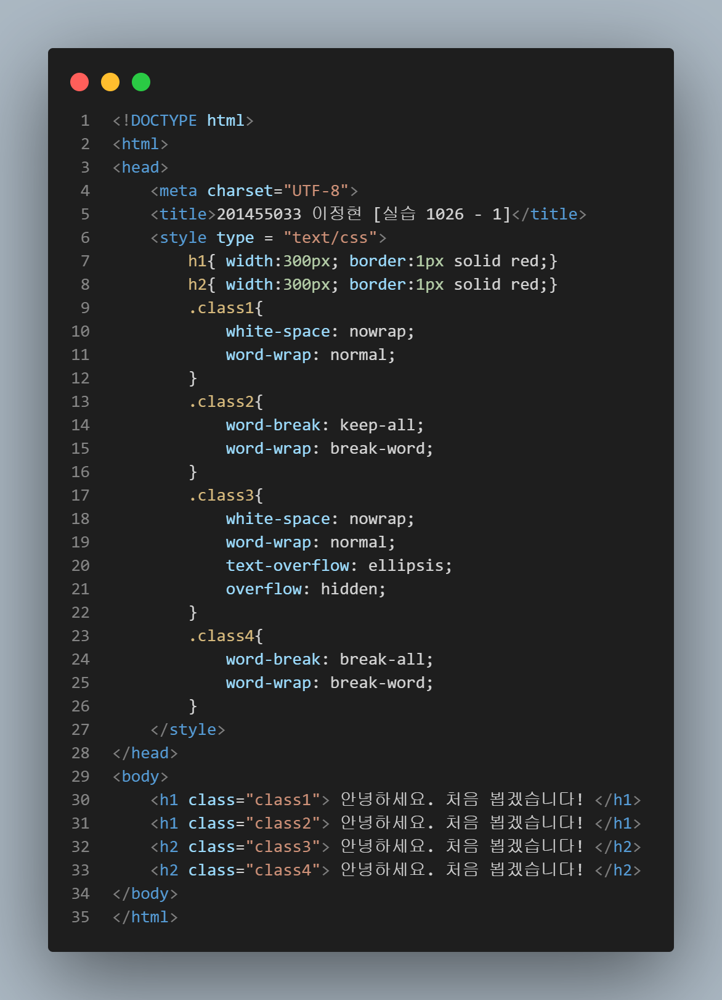 1 <!DOCTYPE html>
2 <html>
3 <head>
4     <meta charset="UTF-8">
5     <title>201455033 이정현 [실습 1026 - 1]</title>
6     <style type = "text/css">
7         h1{ width:300px; border:1px solid red;}
8         h2{ width:300px; border:1px solid red;}
9         .class1{
10             white-space: nowrap;
11             word-wrap: normal;
12         }
13         .class2{
14             word-break: keep-all;
15             word-wrap: break-word;
16         }
17         .class3{
18             white-space: nowrap;
19             word-wrap: normal;
20             text-overflow: ellipsis;
21             overflow: hidden;
22         }
23         .class4{
24             word-break: break-all;
25             word-wrap: break-word;
26         }
27     </style>
28 </head>
29 <body>
30     <h1 class="class1"> 안녕하세요. 처음 뵙겠습니다! </h1>
31     <h1 class="class2"> 안녕하세요. 처음 뵙겠습니다! </h1>
32     <h2 class="class3"> 안녕하세요. 처음 뵙겠습니다! </h2>
33     <h2 class="class4"> 안녕하세요. 처음 뵙겠습니다! </h2>
34 </body>
35 </html>